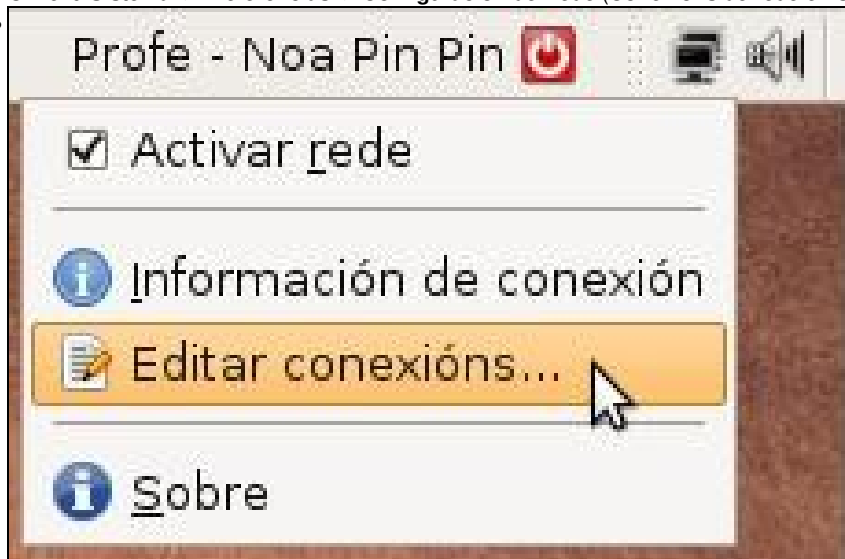 Profe - Noa Pin Pin
Activar rede
Información de conexión
Editar conexións...
Sobre